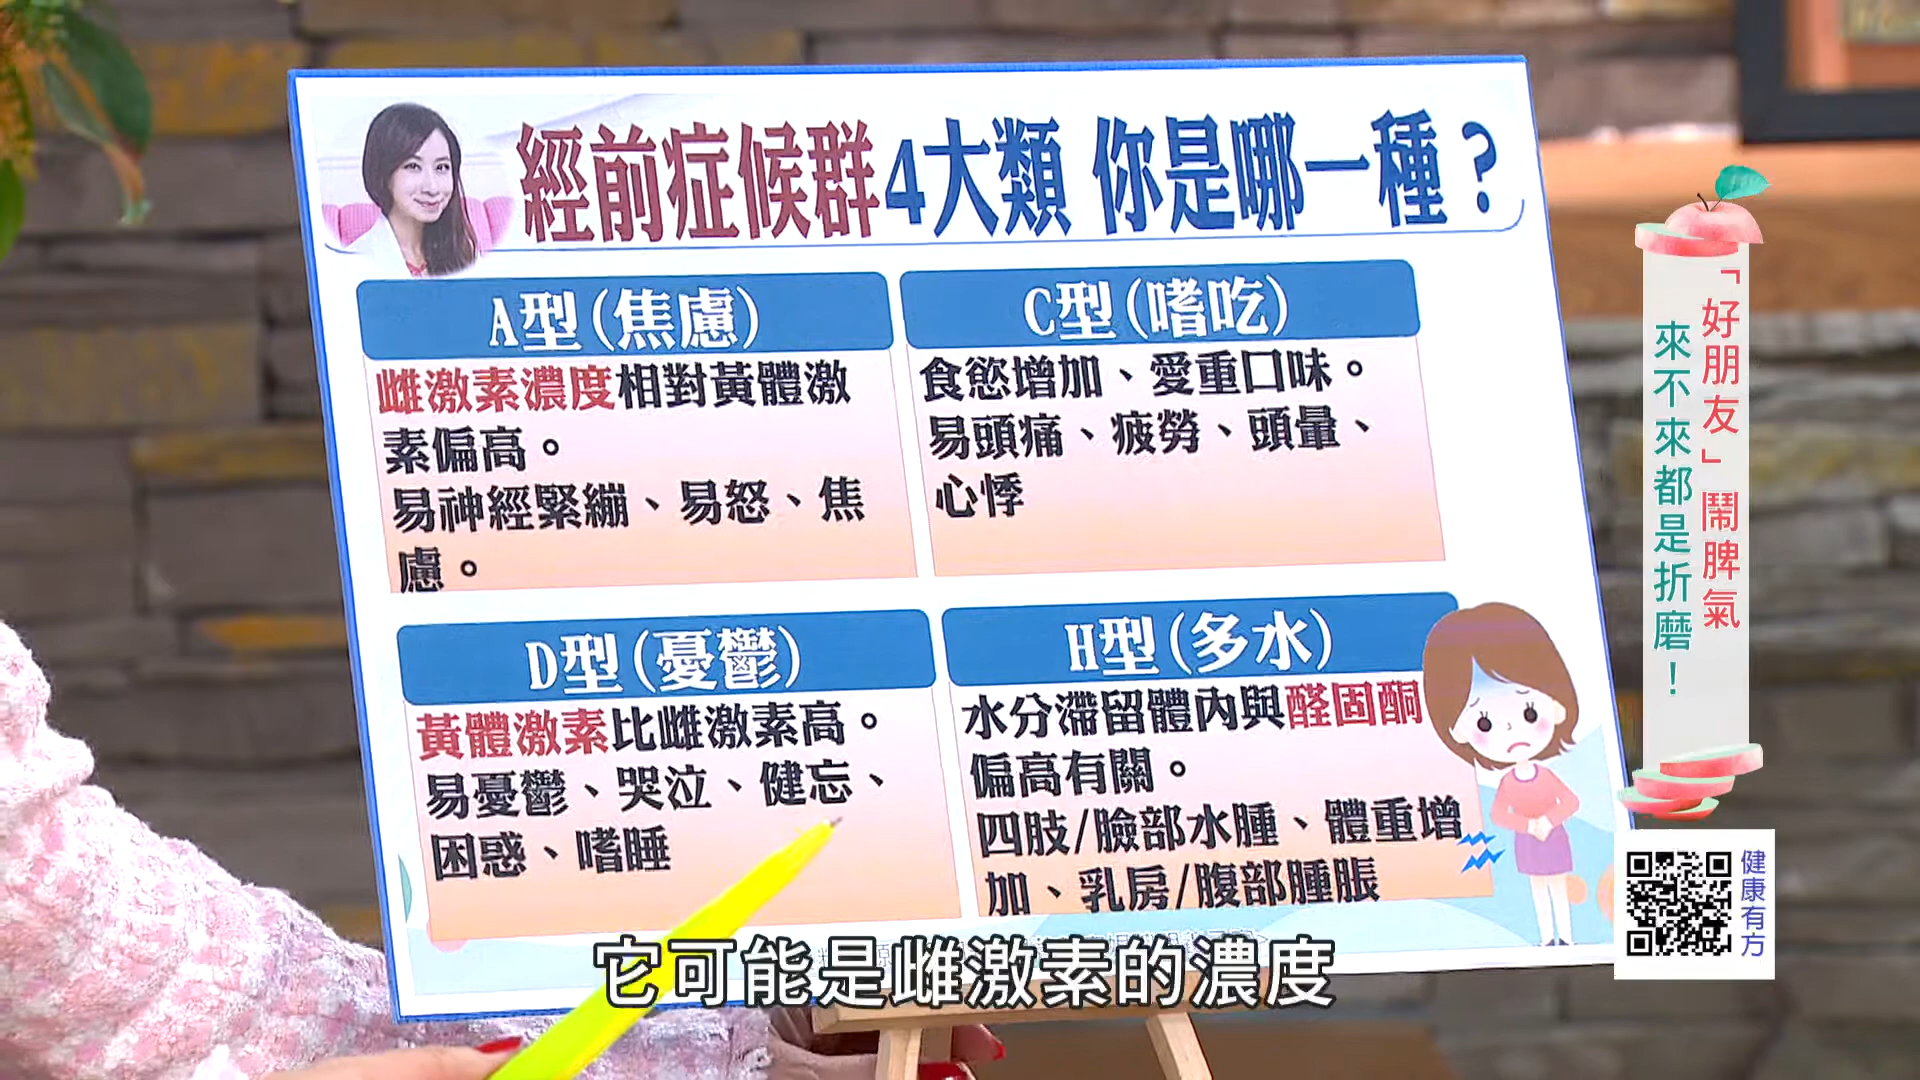 經前症候群4大類 你是哪一種？
A型(焦慮)
雌激素濃度相對黃體激
素偏高。
易神經緊繃、易怒、焦
慮。
C型(嗜吃)
食慾增加、愛重口味。
易頭痛、疲勞、頭暈、
心悸
D型(憂鬱)
黃體激素比雌激素高。
易憂鬱、哭泣、健忘、
困惑、嗜睡
H型(多水)
水分滯留體內與醛固酮
偏高有關。
四肢/臉部水腫、體重增
加、乳房/腹部腫脹
「好朋友」鬧脾氣
來不來都是折磨！
健康有方
它可能是雌激素的濃度